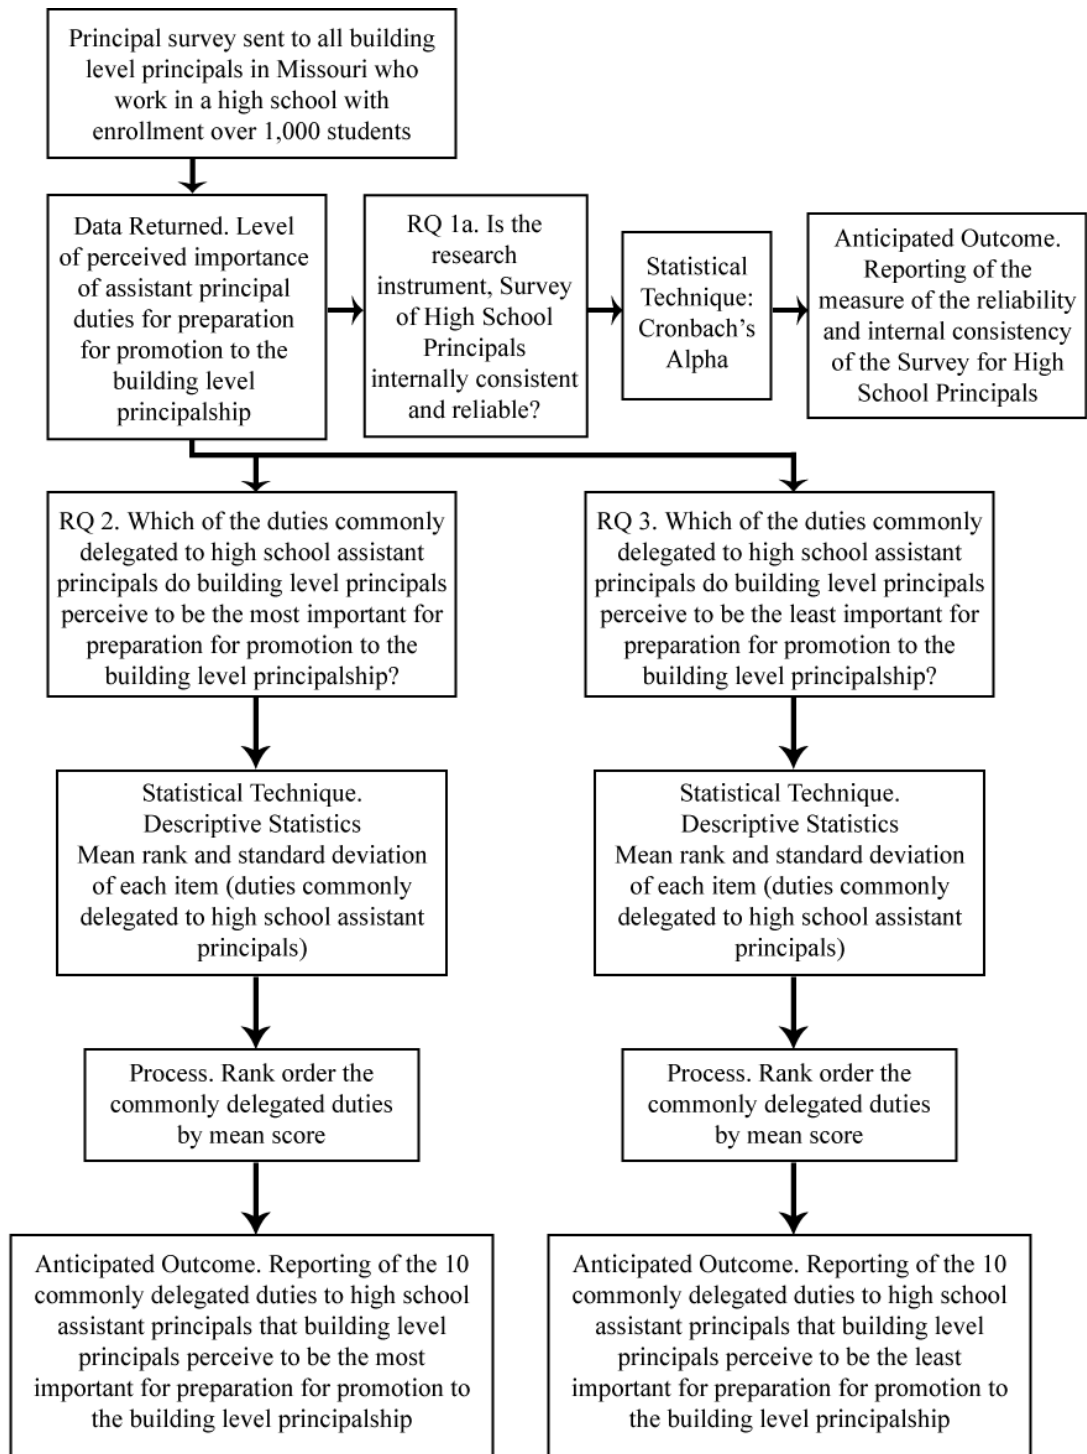 Principal survey sent to all building
level principals in Missouri who
work in a high school with
enrollment over 1,000 students
Data Returned. Level
of perceived importance
of assistant principal
duties for preparation
for promotion to the
building level
principalship
RQ 1a. Is the
research
instrument, Survey
of High School
Principals
internally consistent
and reliable?
Statistical
Technique:
Cronbach’s
Alpha
Anticipated Outcome.
Reporting of the
measure of the reliability
and internal consistency
of the Survey for High
School Principals
RQ 2. Which of the duties commonly
delegated to high school assistant
principals do building level principals
perceive to be the most important for
preparation for promotion to the
building level principalship?
RQ 3. Which of the duties commonly
delegated to high school assistant
principals do building level principals
perceive to be the least important for
preparation for promotion to the
building level principalship?
Statistical Technique.
Descriptive Statistics
Mean rank and standard deviation
of each item (duties commonly
delegated to high school assistant
principals)
Statistical Technique.
Descriptive Statistics
Mean rank and standard deviation
of each item (duties commonly
delegated to high school assistant
principals)
Process. Rank order the
commonly delegated duties
by mean score
Process. Rank order the
commonly delegated duties
by mean score
Anticipated Outcome. Reporting of the 10
commonly delegated duties to high school
assistant principals that building level
principals perceive to be the most
important for preparation for promotion to
the building level principalship
Anticipated Outcome. Reporting of the 10
commonly delegated duties to high school
assistant principals that building level
principals perceive to be the least
important for preparation for promotion to
the building level principalship